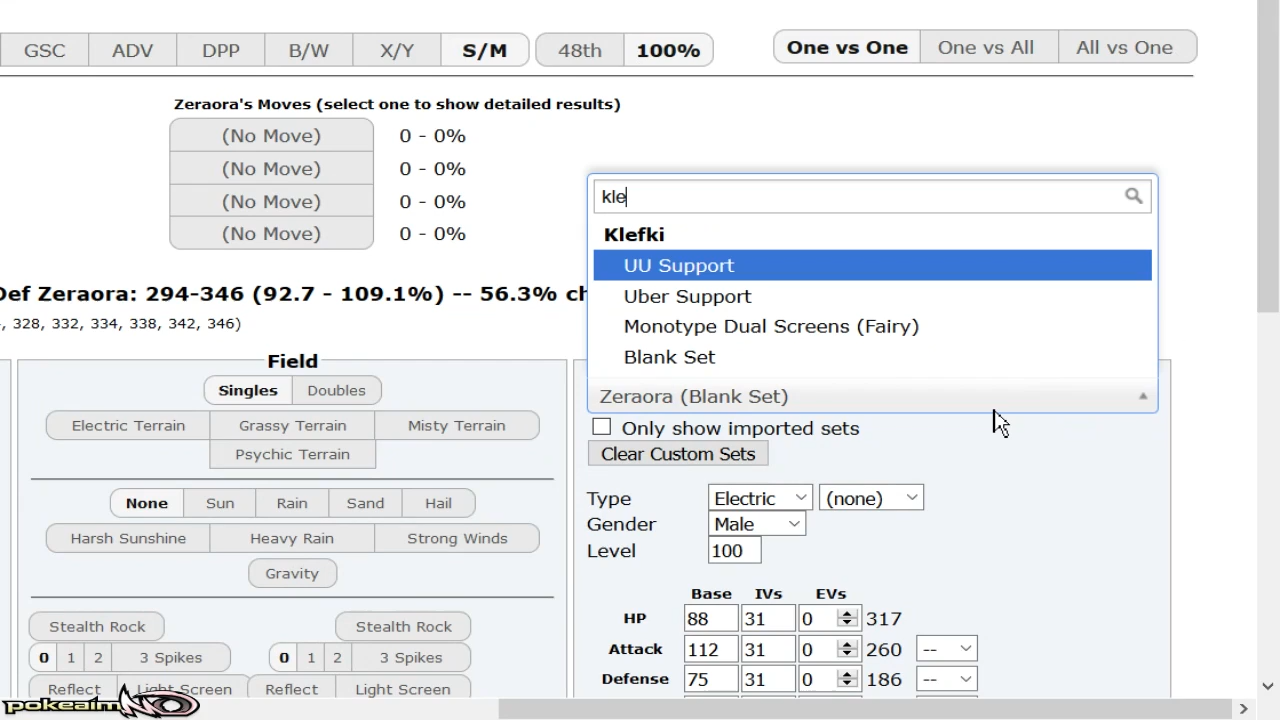 GSC ADV DPP B/W X/Y S/M 48th 100% One vs One One vs All All vs One
Zeraora's Moves (select one to show detailed results)
(No Move) 0 - 0%
(No Move) 0 - 0%
(No Move) 0 - 0%
(No Move) 0 - 0%
kle
Klefki
UU Support
Uber Support
Monotype Dual Screens (Fairy)
Blank Set
Def Zeraora: 294-346 (92.7 - 109.1%) -- 56.3% ch
, 328, 332, 334, 338, 342, 346)
Field
Singles Doubles
Electric Terrain Grassy Terrain Misty Terrain
Psychic Terrain
None Sun Rain Sand Hail
Harsh Sunshine Heavy Rain Strong Winds
Gravity
Stealth Rock Stealth Rock
0 1 2 3 Spikes 0 1 2 3 Spikes
Reflect Light Screen Reflect Light Screen
Zeraora (Blank Set)
Only show imported sets
Clear Custom Sets
Type Electric (none)
Gender Male
Level 100
Base IVs EVs
HP 88 31 0 317
Attack 112 31 0 260 --
Defense 75 31 0 186 --
pokeaimMD